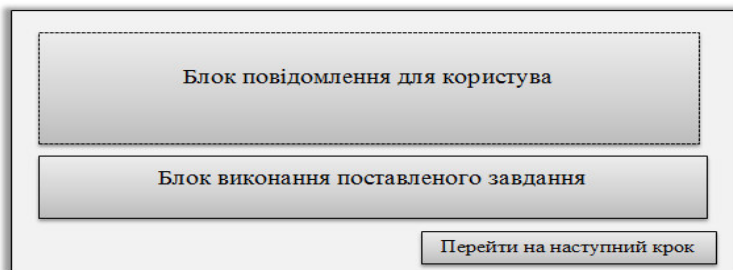 Блок повідомлення для користува
Блок виконання поставленого завдання
Перейти на наступний крок